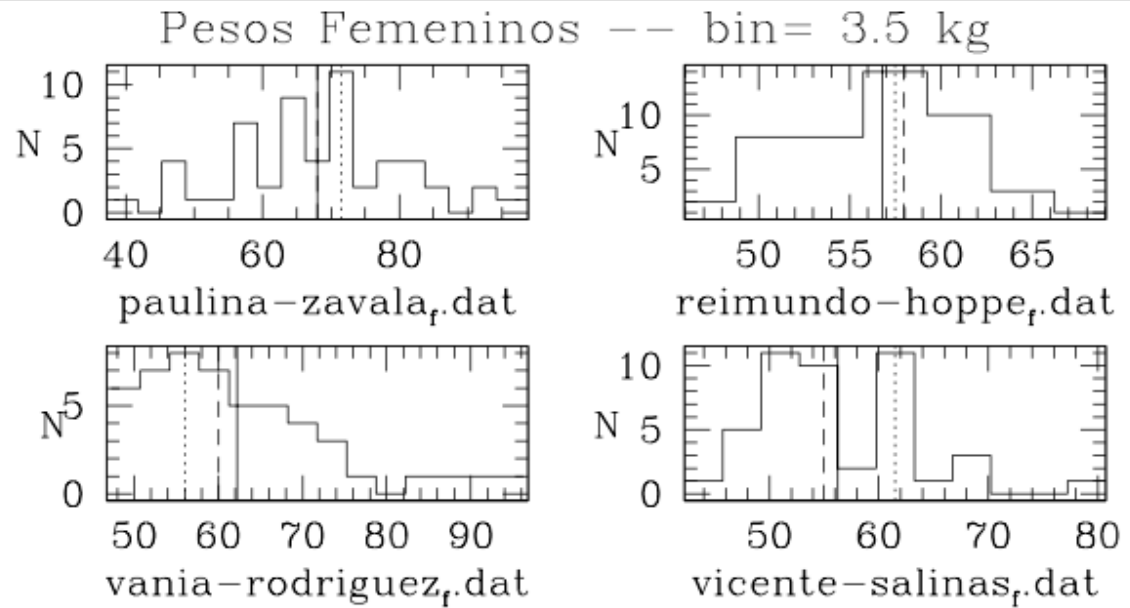 Pesos Femeninos -- bin= 3.5 kg
10
N
5
0
40 60 80
paulina-zavala_f.dat
N
10
5
50 55 60 65
reimundo-hoppe_f.dat
N
5
0
50 60 70 80 90
vania-rodriguez_f.dat
10
N
5
0
50 60 70 80
vicente-salinas_f.dat